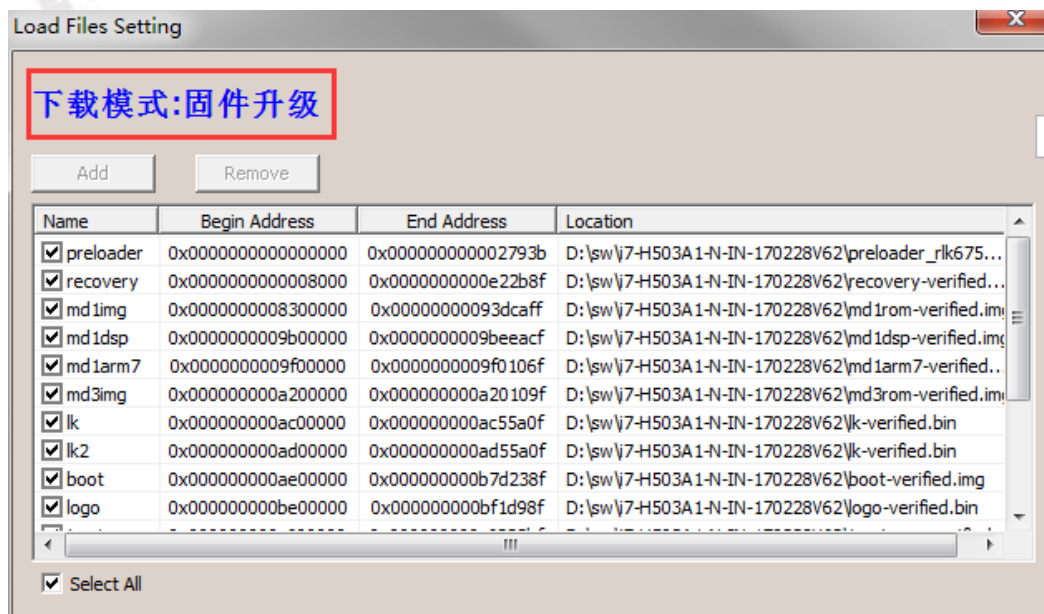 Load Files Setting
下载模式:固件升级
Add Remove
Name Begin Address End Address Location
preloader 0x0000000000000000 0x000000000002793b D:\sw\i7-H503A1-N-IN-170228V62\preloader_rlk675...
recovery 0x0000000000008000 0x0000000000e22b8f D:\sw\i7-H503A1-N-IN-170228V62\recovery-verified...
md1img 0x0000000008300000 0x00000000093dcaff D:\sw\i7-H503A1-N-IN-170228V62\md1rom-verified.im
md1dsp 0x0000000009b00000 0x0000000009beeacf D:\sw\i7-H503A1-N-IN-170228V62\md1dsp-verified.im
md1arm7 0x0000000009f00000 0x0000000009f0106f D:\sw\i7-H503A1-N-IN-170228V62\md1arm7-verified...
md3img 0x000000000a200000 0x000000000a20109f D:\sw\i7-H503A1-N-IN-170228V62\md3rom-verified.im
lk 0x000000000ac00000 0x000000000ac55a0f D:\sw\i7-H503A1-N-IN-170228V62\lk-verified.bin
lk2 0x000000000ad00000 0x000000000ad55a0f D:\sw\i7-H503A1-N-IN-170228V62\lk-verified.bin
boot 0x000000000ae00000 0x000000000b7d238f D:\sw\i7-H503A1-N-IN-170228V62\boot-verified.img
logo 0x000000000be00000 0x000000000bf1d98f D:\sw\i7-H503A1-N-IN-170228V62\logo-verified.bin
Select All